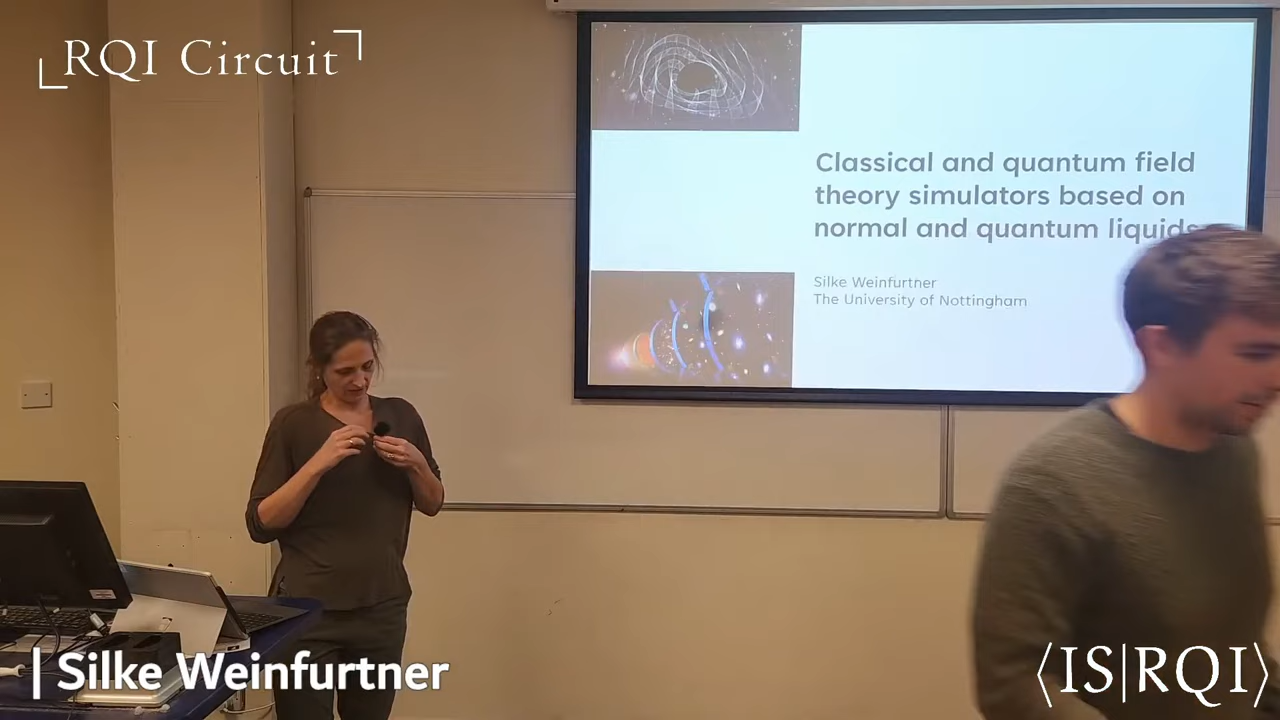 RQI Circuit
Classical and quantum field
theory simulators based on
normal and quantum liquids
Silke Weinfurtner
The University of Nottingham
| Silke Weinfurtner
⟨IS|RQI⟩